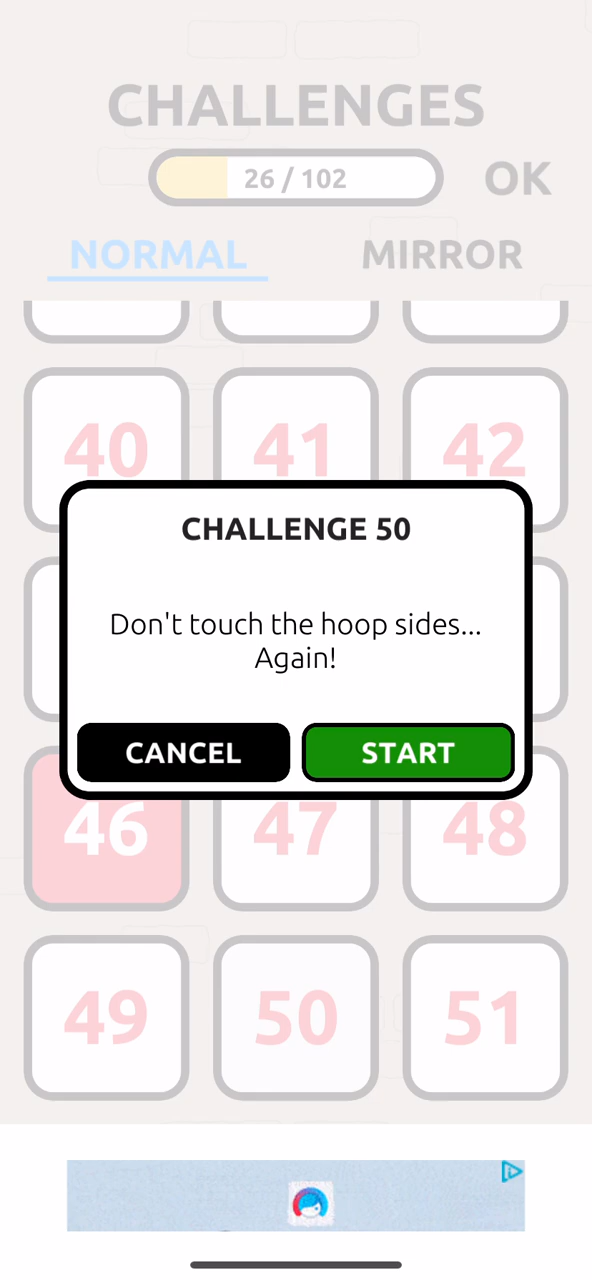 CHALLENGES
26 / 102
OK
NORMAL
MIRROR
40
41
42
CHALLENGE 50
Don't touch the hoop sides...
Again!
CANCEL
START
46
47
48
49
50
51